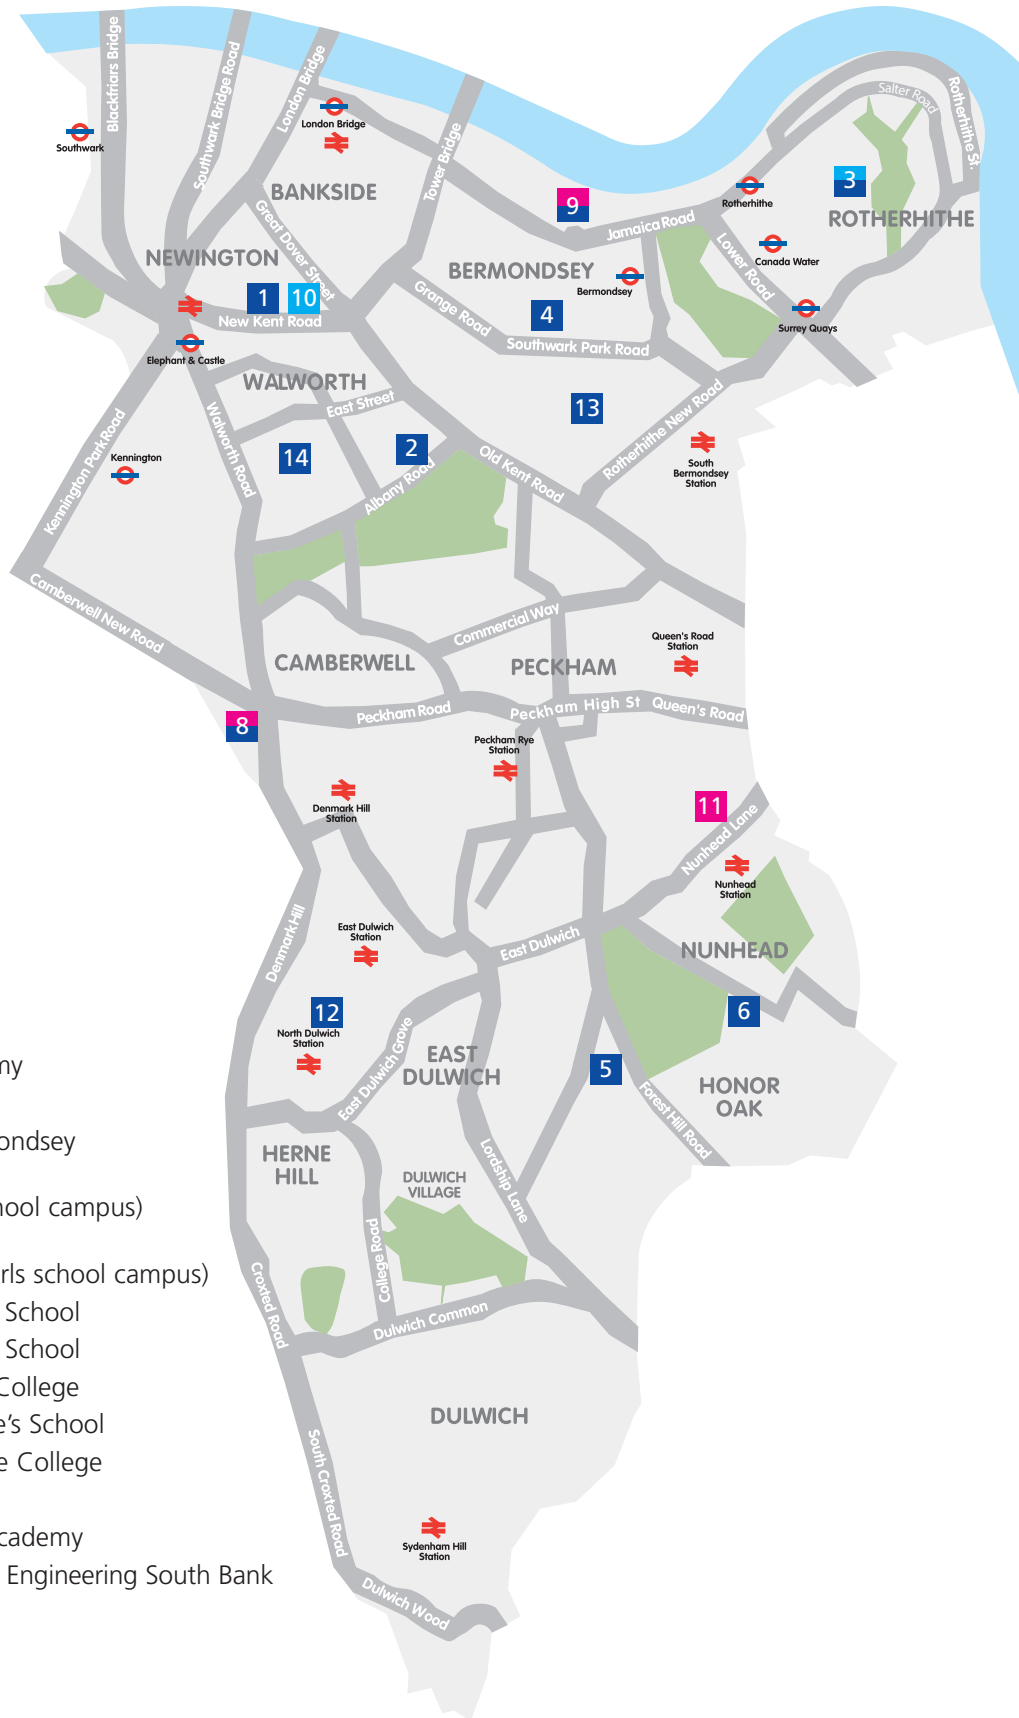 Blackfriars Bridge
Southwark Bridge Road
London Bridge
London Bridge
Southwark
Tower Bridge
BANKSIDE
Great Dover Street
NEWINGTON
1
10
New Kent Road
Elephant & Castle
9
Jamaica Road
BERMONDSEY
Bermondsey
Grange Road
4
Southwark Park Road
Salter Road
Rotherhithe St.
3
Rotherhithe
ROTHERHITHE
Canada Water
Lower Road
Surrey Quays
WALWORTH
East Street
Walworth Road
14
2
Albany Road
13
Old Kent Road
Rotherhithe New Road
South
Bermondsey
Station
Kennington Park Road
Kennington
Camberwell New Road
CAMBERWELL
Commercial Way
PECKHAM
Queen's Road
Station
Peckham Road
Peckham High St
Queen's Road
8
Peckham Rye
Station
Denmark Hill
Station
11
Nunhead Lane
Nunhead
Station
NUNHEAD
Denmark Hill
East Dulwich
Station
East Dulwich
12
North Dulwich
Station
East Dulwich Grove
EAST
DULWICH
6
5
HONOR
OAK
Forest Hill Road
HERNE
HILL
DULWICH
VILLAGE
Lordship Lane
College Road
Croxted Road
Dulwich Common
DULWICH
South Croxted Road
Sydenham Hill
Station
Dulwich Wood
my
ondsey
hool campus)
rls school campus)
School
School
College
e's School
e College
cademy
Engineering South Bank